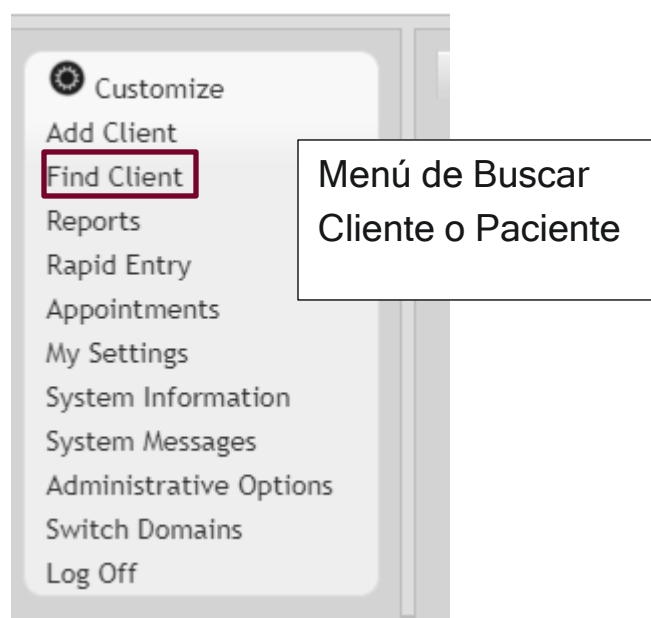 Customize
Add Client
Find Client
Reports
Rapid Entry
Appointments
My Settings
System Information
System Messages
Administrative Options
Switch Domains
Log Off
Menú de Buscar
Cliente o Paciente